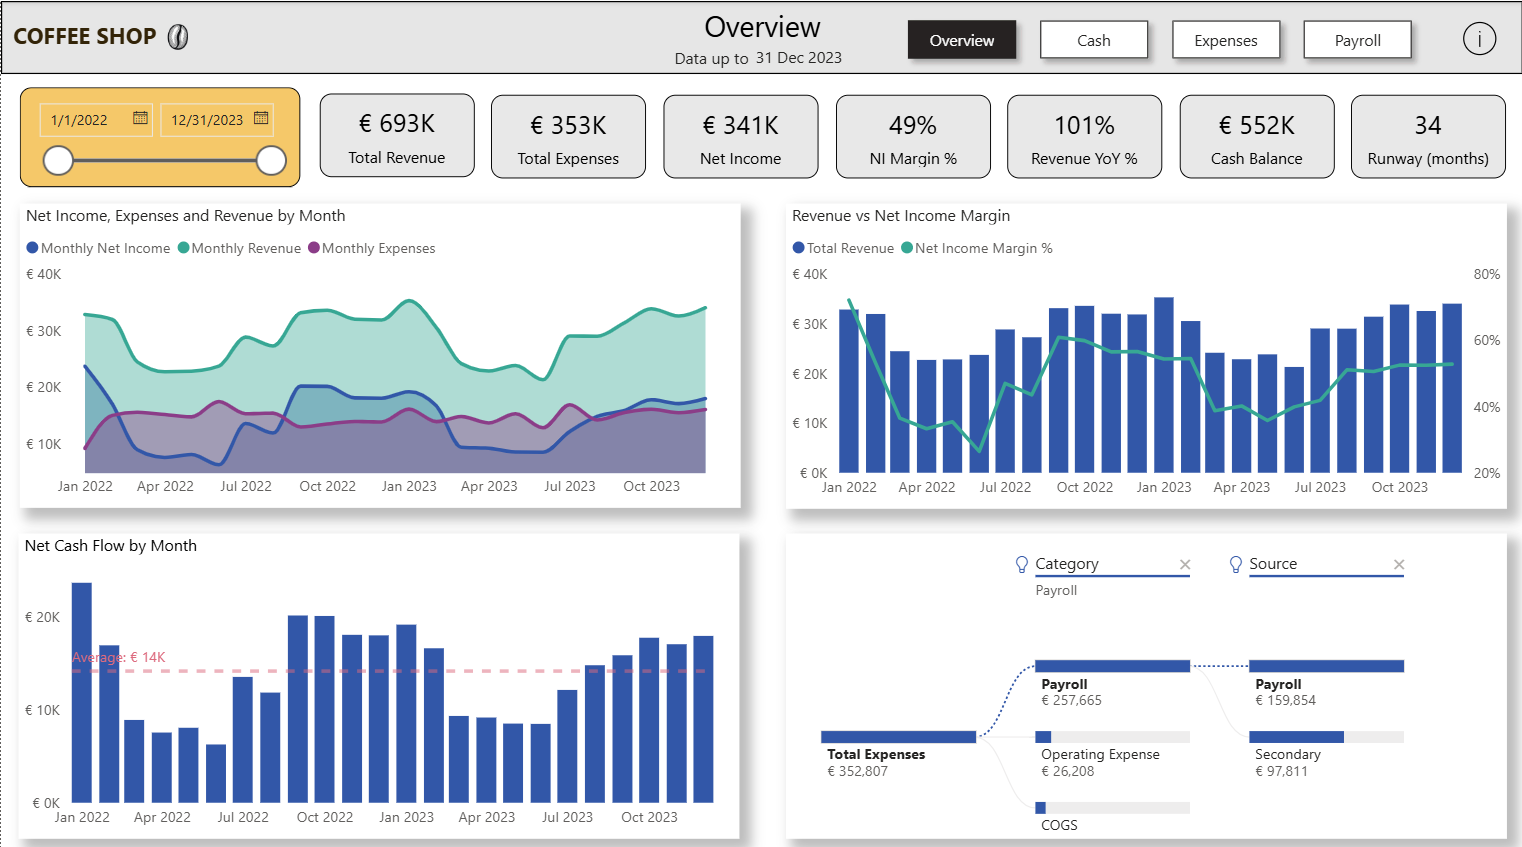 COFFEE SHOP
Overview
Data up to 31 Dec 2023
Overview
Cash
Expenses
Payroll
i
1/1/2022
12/31/2023
€ 693K
Total Revenue
€ 353K
Total Expenses
€ 341K
Net Income
49%
NI Margin %
101%
Revenue YoY %
€ 552K
Cash Balance
34
Runway (months)
Net Income, Expenses and Revenue by Month
Monthly Net Income Monthly Revenue Monthly Expenses
€ 40K
€ 30K
€ 20K
€ 10K
Jan 2022 Apr 2022 Jul 2022 Oct 2022 Jan 2023 Apr 2023 Jul 2023 Oct 2023
Revenue vs Net Income Margin
Total Revenue Net Income Margin %
€ 40K
€ 30K
€ 20K
€ 10K
€ 0K
80%
60%
40%
20%
Jan 2022 Apr 2022 Jul 2022 Oct 2022 Jan 2023 Apr 2023 Jul 2023 Oct 2023
Net Cash Flow by Month
€ 20K
Average: € 14K
€ 10K
€ 0K
Jan 2022 Apr 2022 Jul 2022 Oct 2022 Jan 2023 Apr 2023 Jul 2023 Oct 2023
Category
Payroll
Source
Total Expenses
€ 352,807
Payroll
€ 257,665
Operating Expense
€ 26,208
COGS
Payroll
€ 159,854
Secondary
€ 97,811